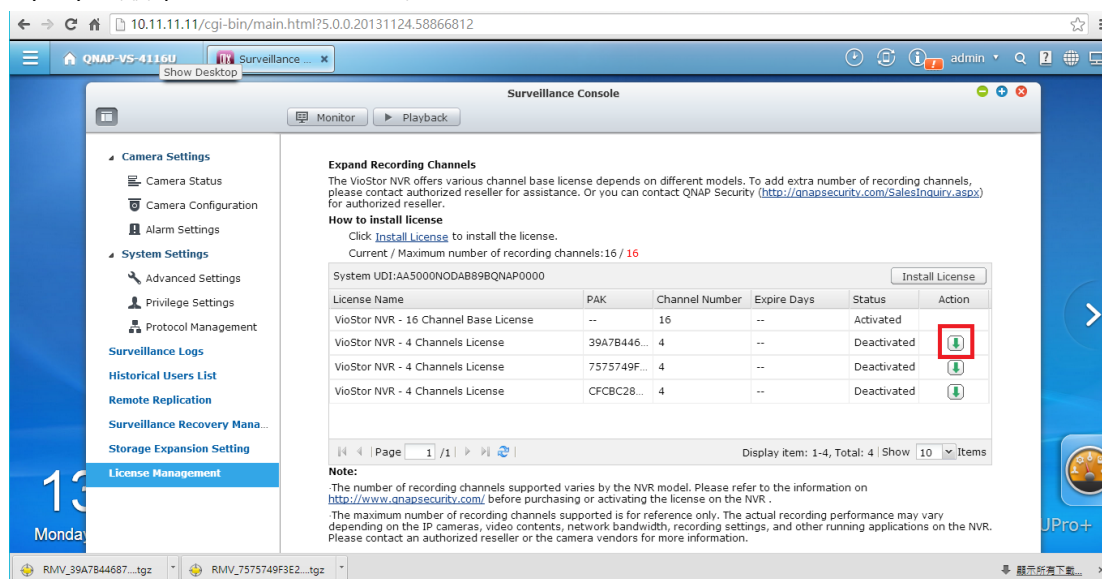 10.11.11.11/cgi-bin/main.html?5.0.0.20131124.58866812
QNAP-VS-4116U
Surveillance ...
admin
Show Desktop
Surveillance Console
Monitor
Playback
Camera Settings
Camera Status
Camera Configuration
Alarm Settings
System Settings
Advanced Settings
Privilege Settings
Protocol Management
Surveillance Logs
Historical Users List
Remote Replication
Surveillance Recovery Mana...
Storage Expansion Setting
License Management
Expand Recording Channels
The VioStor NVR offers various channel base license depends on different models. To add extra number of recording channels,
please contact authorized reseller for assistance. Or you can contact QNAP Security (http://qnapsecurity.com/SalesInquiry.aspx)
for authorized reseller.
How to install license
Click Install License to install the license.
Current / Maximum number of recording channels:16 / 16
System UDI:AA5000NODAB89BQNAP0000 Install License
License Name PAK Channel Number Expire Days Status Action
VioStor NVR - 16 Channel Base License -- 16 -- Activated
VioStor NVR - 4 Channels License 39A7B446... 4 -- Deactivated
VioStor NVR - 4 Channels License 7575749F... 4 -- Deactivated
VioStor NVR - 4 Channels License CFCBC28... 4 -- Deactivated
Page 1 /1 Display item: 1-4, Total: 4 Show 10 Items
Note:
·The number of recording channels supported varies by the NVR model. Please refer to the information on
http://www.qnapsecurity.com/ before purchasing or activating the license on the NVR .
·The maximum number of recording channels supported is for reference only. The actual recording performance may vary
depending on the IP cameras, video contents, network bandwidth, recording settings, and other running applications on the NVR.
Please contact an authorized reseller or the camera vendors for more information.
13
Monday
JPro+
RMV_39A7B44687....tgz
RMV_7575749F3E2....tgz
顯示所有下載...